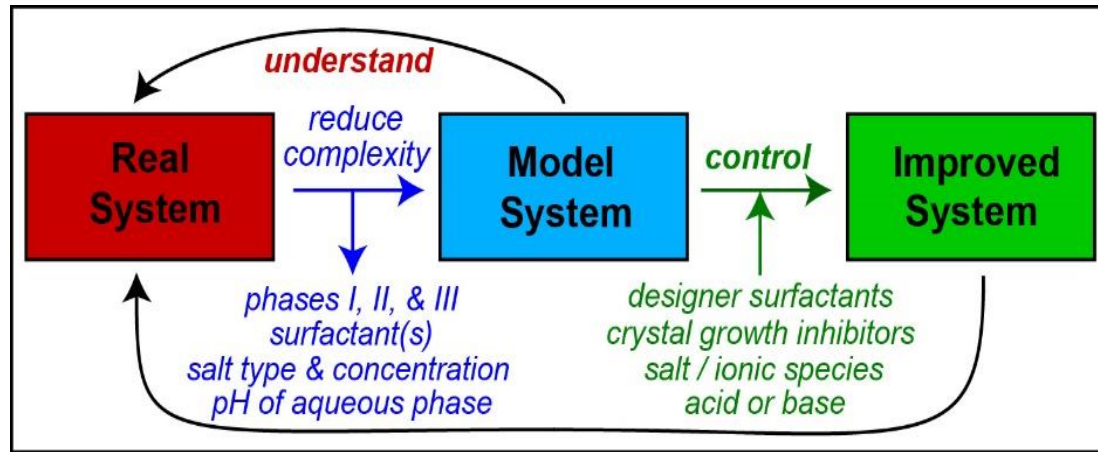 understand
Real
System
reduce
complexity
Model
System
control
Improved
System
phases I, II, & III
surfactant(s)
salt type & concentration
pH of aqueous phase
designer surfactants
crystal growth inhibitors
salt / ionic species
acid or base